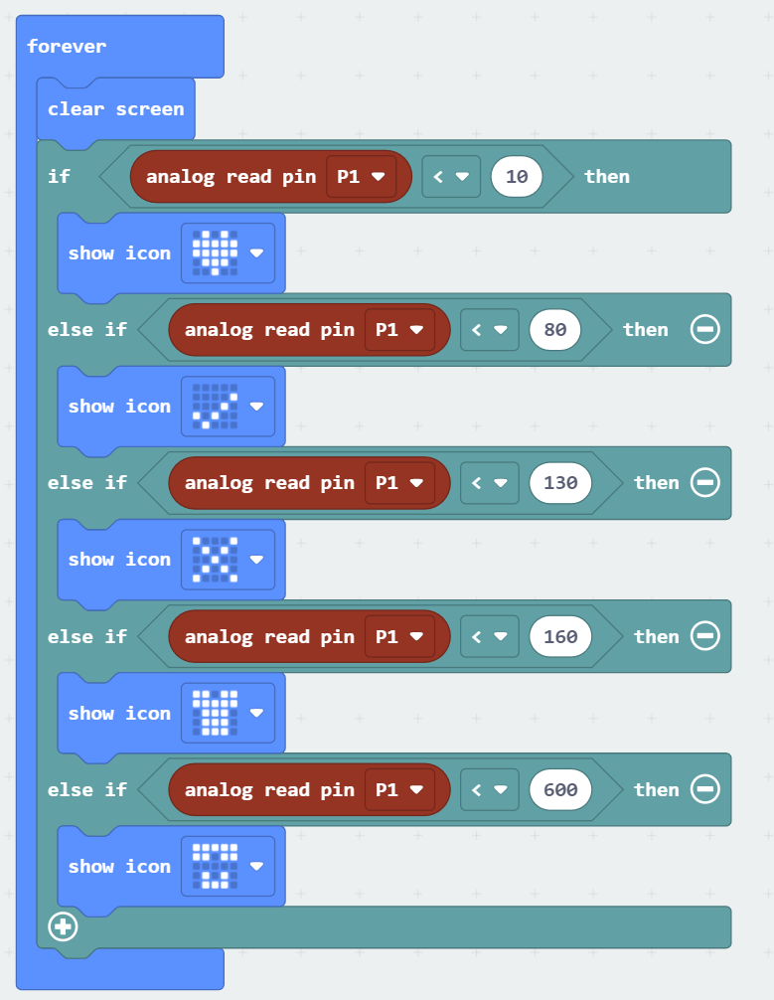 forever
clear screen
if analog read pin P1 < 10 then
show icon
else if analog read pin P1 < 80 then
show icon
else if analog read pin P1 < 130 then
show icon
else if analog read pin P1 < 160 then
show icon
else if analog read pin P1 < 600 then
show icon